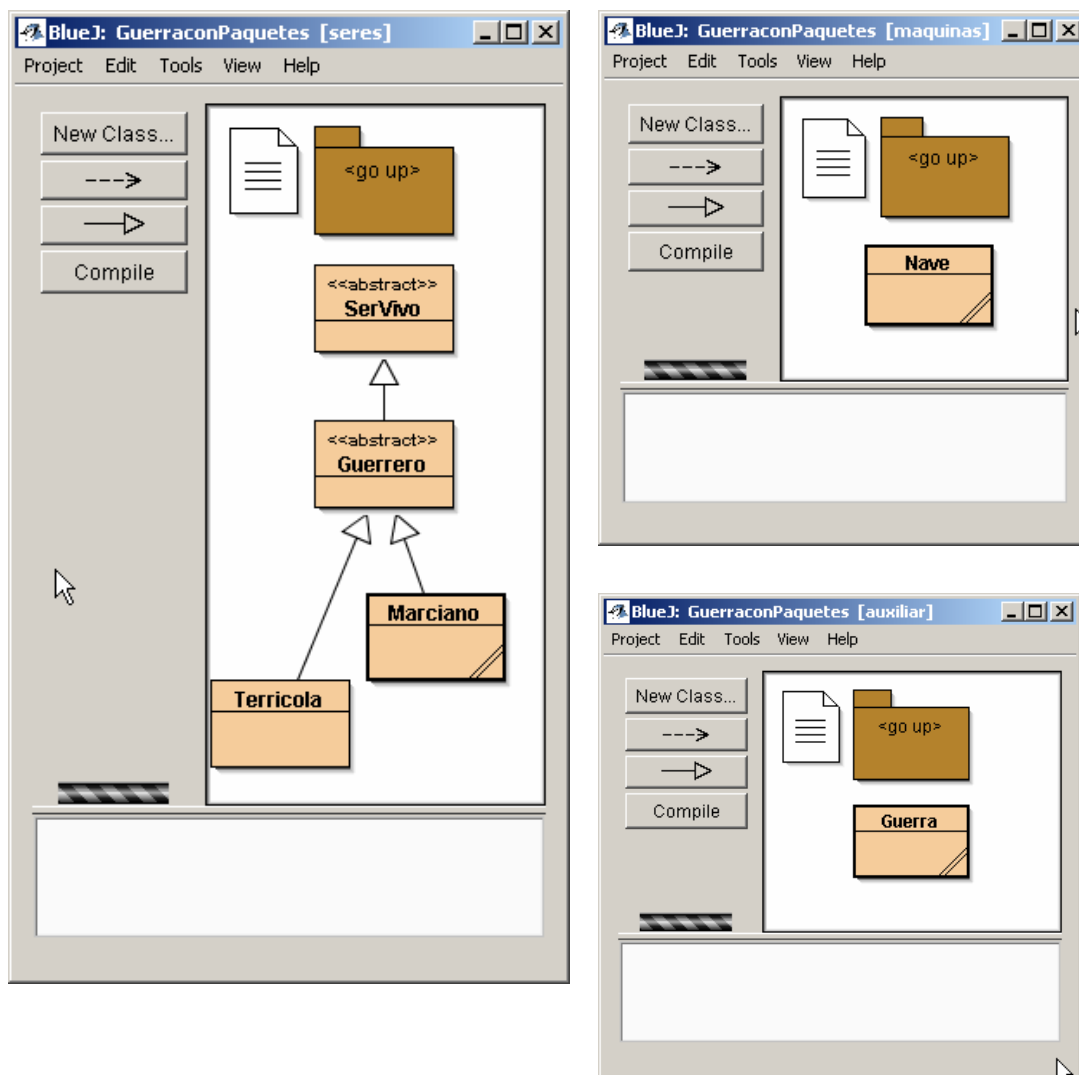 BlueJ: GuerraconPaquetes [seres]
Project Edit Tools View Help
New Class...
Compile
<go up>
<<abstract>>
SerVivo
<<abstract>>
Guerrero
Marciano
Terricola
BlueJ: GuerraconPaquetes [maquinas]
Project Edit Tools View Help
New Class...
Compile
<go up>
Nave
BlueJ: GuerraconPaquetes [auxiliar]
Project Edit Tools View Help
New Class...
Compile
<go up>
Guerra